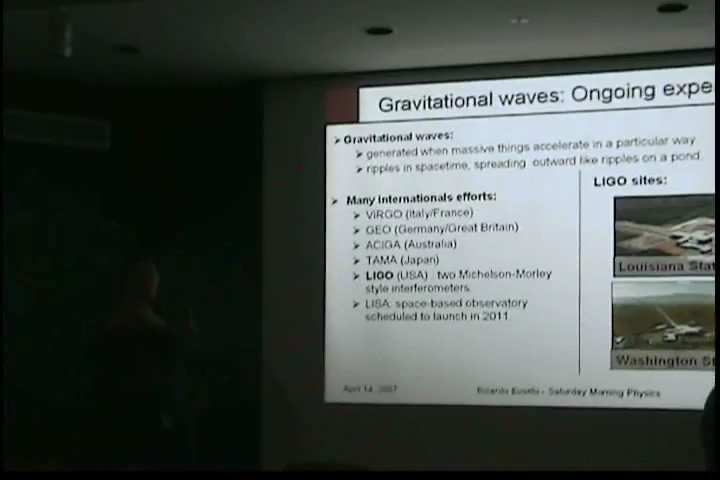 Gravitational waves: Ongoing expe
Gravitational waves:
generated when massive things accelerate in a particular way
ripples in spacetime, spreading outward like ripples on a pond.
Many internationals efforts:
VIRGO (Italy/France)
GEO (Germany/Great Britain)
ACIGA (Australia)
TAMA (Japan)
LIGO (USA) : two Michelson-Morley
style interferometers
LISA: space-based observatory
scheduled to launch in 2011
LIGO sites:
Louisiana Stat
Washington St
April 14, 2007
Ricardo - Saturday Morning Physics